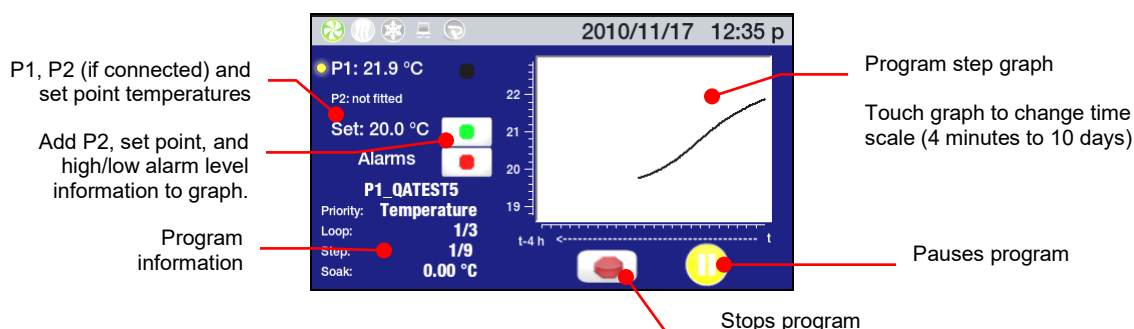 2010/11/17 12:35 p
P1, P2 (if connected) and
set point temperatures
Add P2, set point, and
high/low alarm level
information to graph.
Program
information
P1: 21.9 °C
P2: not fitted
Set: 20.0 °C
Alarms
P1_QATEST5
Priority: Temperature
Loop: 1/3
Step: 1/9
Soak: 0.00 °C
22
21
20
19
t-4 h <------------------------------ t
Program step graph
Touch graph to change time
scale (4 minutes to 10 days)
Pauses program
Stops program